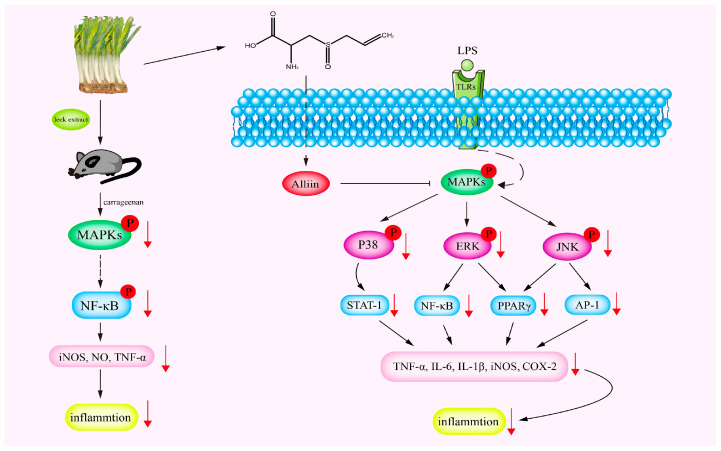 O
HO
S
CH₂
NH₂
O
LPS
TLRs
leek extract
Alliin
P
MAPKs
carrageenan
P
MAPKs
P
P38
P
ERK
P
JNK
P
NF-κB
STAT-1
NF-κB
PPARγ
AP-1
iNOS, NO, TNF-α
TNF-α, IL-6, IL-1β, iNOS, COX-2
inflammtion
inflammtion